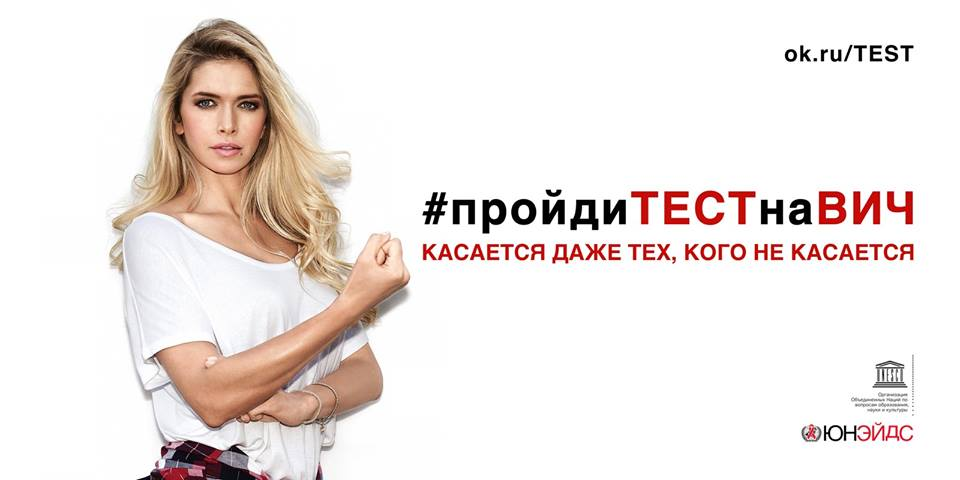 ok.ru/TEST
#пройдиТЕСТнаВИЧ
КАСАЕТСЯ ДАЖЕ ТЕХ, КОГО НЕ КАСАЕТСЯ
UNESCO
Организация
Объединенных Наций по
вопросам образования,
науки и культуры
ЮНЭЙДС